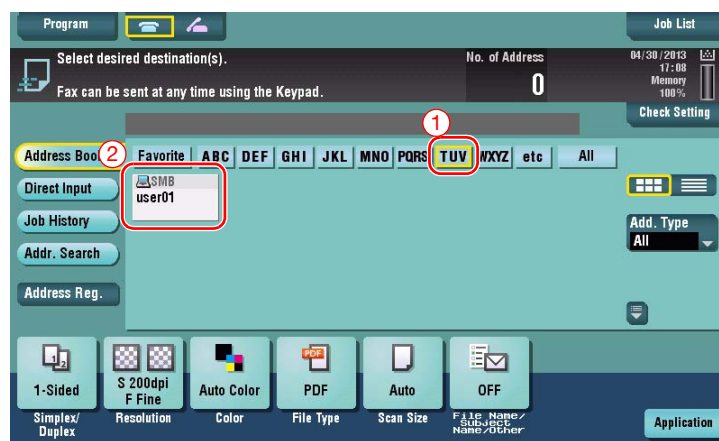 Program
Job List
Select desired destination(s).
No. of Address
04/30/2013
17:08
Fax can be sent at any time using the Keypad.
0
Memory
100%
Check Setting
1
Address Boo
2
Favorite ABC DEF GHI JKL MNO PQRS TUV WXYZ etc All
SMB
user01
Direct Input
Job History
Add. Type
All
Addr. Search
Address Reg.
1 2
PDF
1-Sided
S 200dpi
F Fine
Auto Color
PDF
Auto
OFF
Simplex/
Duplex
Resolution
Color
File Type
Scan Size
File Name/
Subject
Name/Other
Application